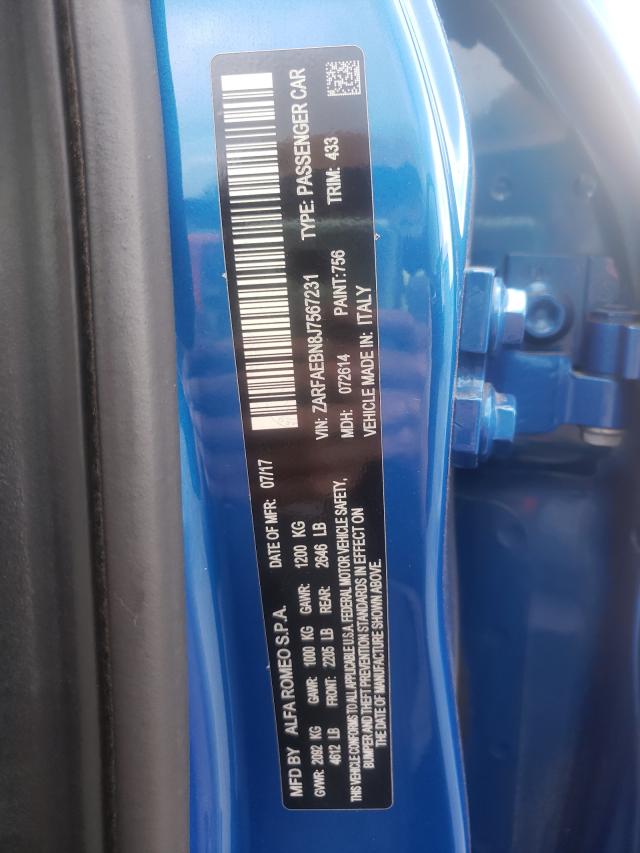 MFD BY ALFA ROMEO S.P.A. DATE OF MFR: 07/17
GVWR: 2092 KG GAWR: 1000 KG GAWR: 1200 KG
4612 LB FRONT: 2205 LB REAR: 2646 LB
THIS VEHICLE CONFORMS TO ALL APPLICABLE U.S.A. FEDERAL MOTOR VEHICLE SAFETY,
BUMPER AND THEFT PREVENTION STANDARDS IN EFFECT ON
THE DATE OF MANUFACTURE SHOWN ABOVE.
VIN: ZARFAEBN8J7567231 TYPE: PASSENGER CAR
MDH: 072614 PAINT:756 TRIM: 433
VEHICLE MADE IN: ITALY